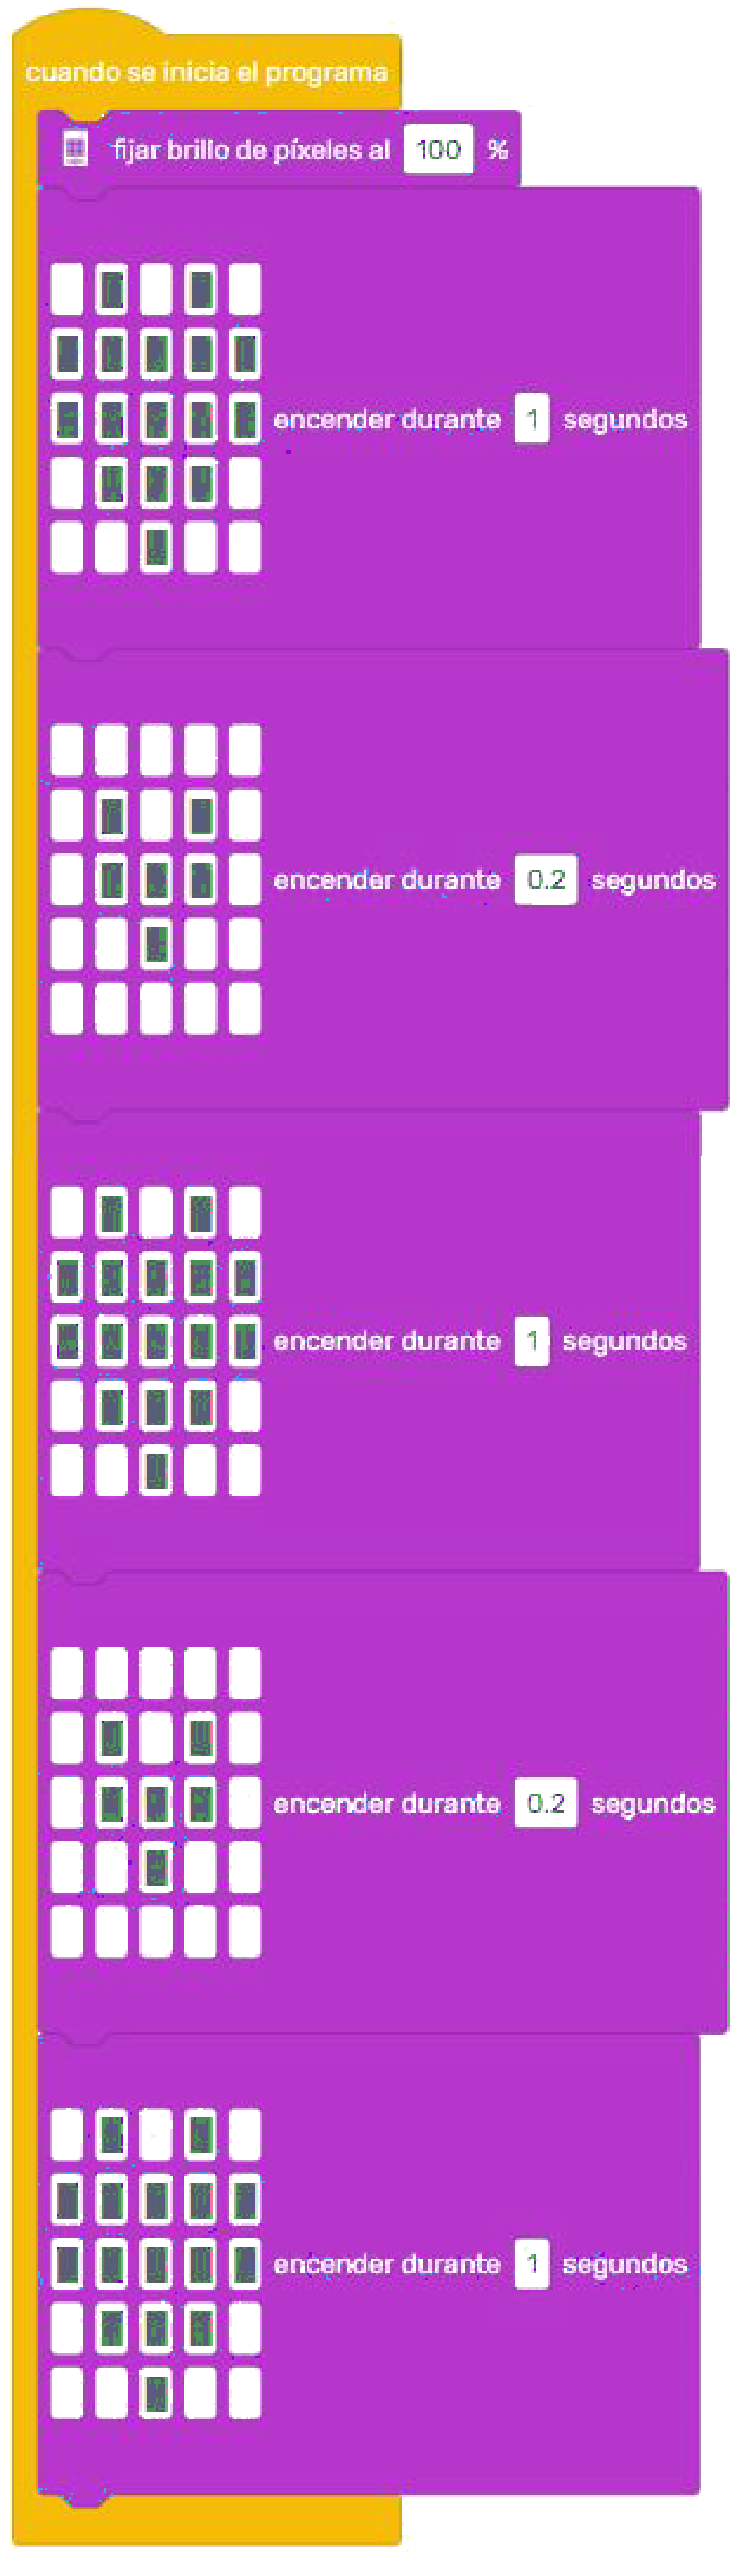 cuando se inicia el programa
fijar brillo de píxeles al 100 %
encender durante 1 segundos
encender durante 0.2 segundos
encender durante 1 segundos
encender durante 0.2 segundos
encender durante 1 segundos